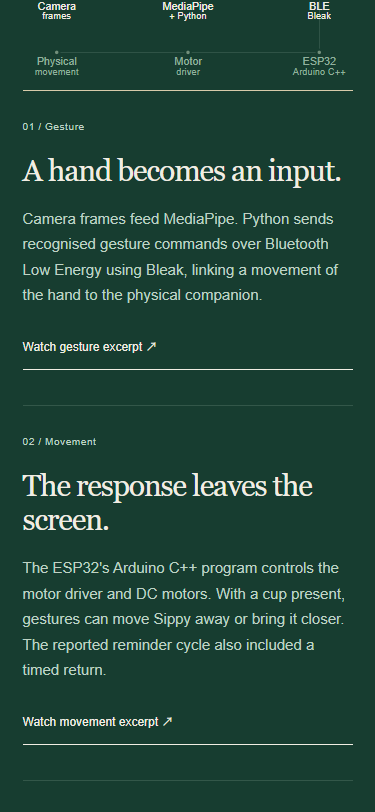 Camera
frames
MediaPipe
+ Python
BLE
Bleak
Physical
movement
Motor
driver
ESP32
Arduino C++
01 / Gesture
A hand becomes an input.
Camera frames feed MediaPipe. Python sends
recognised gesture commands over Bluetooth
Low Energy using Bleak, linking a movement of
the hand to the physical companion.
Watch gesture excerpt ↗
02 / Movement
The response leaves the
screen.
The ESP32's Arduino C++ program controls the
motor driver and DC motors. With a cup present,
gestures can move Sippy away or bring it closer.
The reported reminder cycle also included a
timed return.
Watch movement excerpt ↗